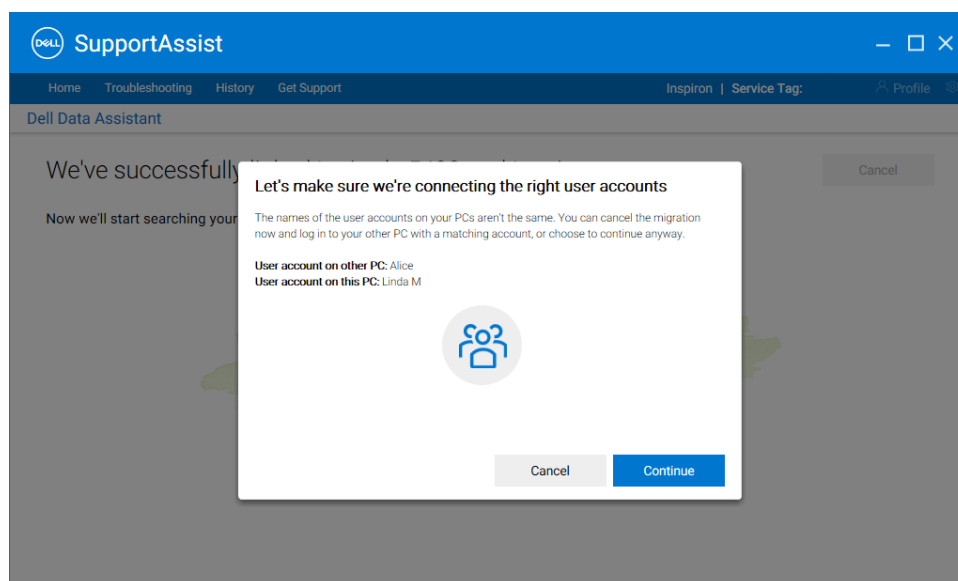 DELL SupportAssist
Home Troubleshooting History Get Support Inspiron | Service Tag: Profile
Dell Data Assistant
We've successfully
Cancel
Now we'll start searching your
Let's make sure we're connecting the right user accounts
The names of the user accounts on your PCs aren't the same. You can cancel the migration
now and log in to your other PC with a matching account, or choose to continue anyway.
User account on other PC: Alice
User account on this PC: Linda M
Cancel Continue